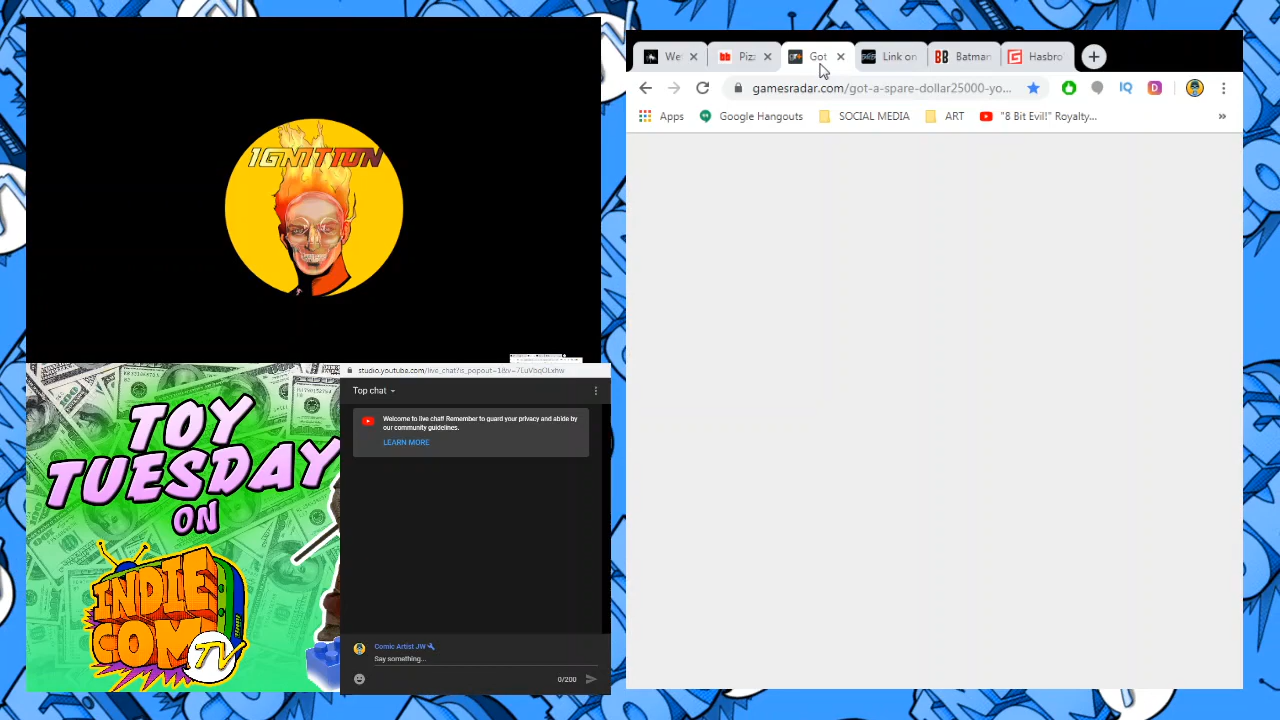 IGNITION
TOY
TUESDAY
ON
INDIE
COM
TV
studio.youtube.com/live_chat?is_popout=1&v=7EuVbqOLxhw
Top chat
Welcome to live chat! Remember to guard your privacy and abide by
our community guidelines.
LEARN MORE
Comic Artist JW
Say something...
0/200
We
Piz
Got
Link on
Batman
Hasbro
gamesradar.com/got-a-spare-dollar25000-yo...
IQ
D
Apps
Google Hangouts
SOCIAL MEDIA
ART
"8 Bit Evil!" Royalty...
»